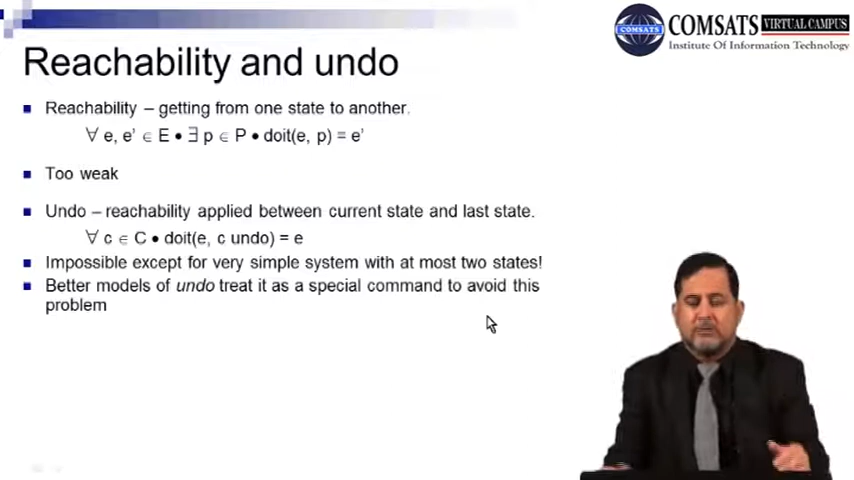 COMSATS VIRTUAL CAMPUS
COMSATS
Institute Of Information Technology
Reachability and undo
Reachability – getting from one state to another.
∀ e, e' ∈ E • ∃ p ∈ P • doit(e, p) = e'
Too weak
Undo – reachability applied between current state and last state.
∀ c ∈ C • doit(e, c undo) = e
Impossible except for very simple system with at most two states!
Better models of undo treat it as a special command to avoid this
problem